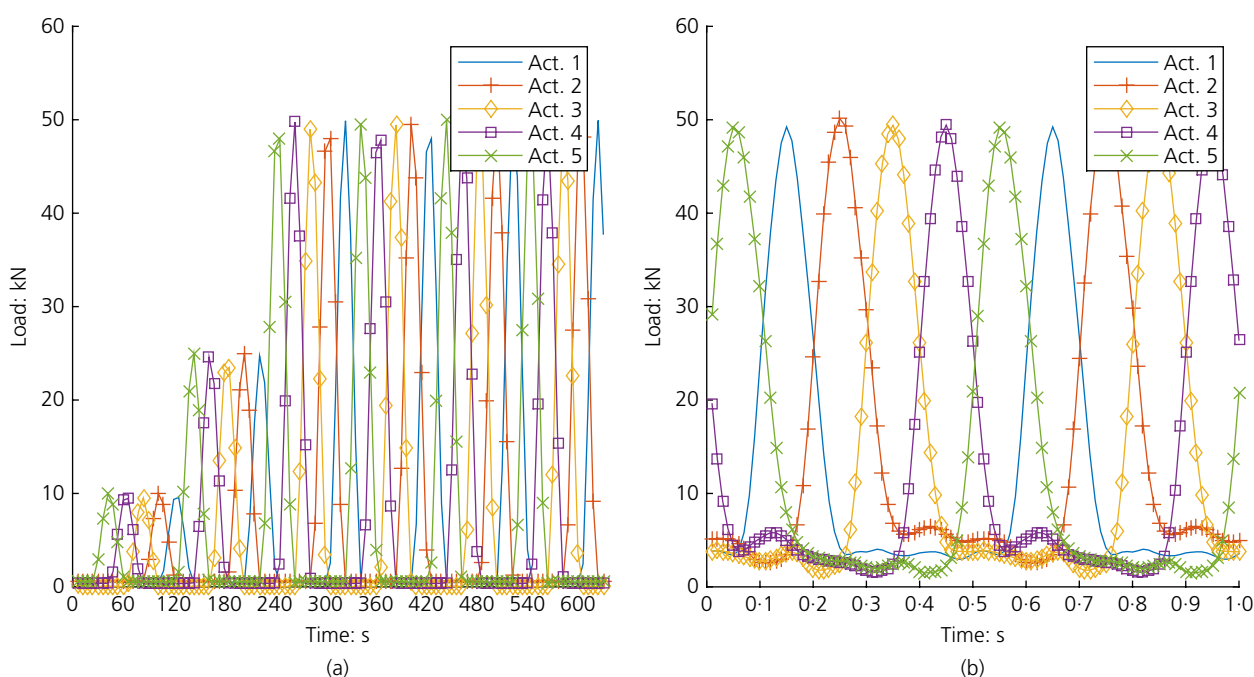 60
50
40
30
20
10
0
Load: kN
0 60 120 180 240 300 360 420 480 540 600
Time: s
Act. 1
Act. 2
Act. 3
Act. 4
Act. 5
(a)
60
50
40
30
20
10
0
Load: kN
0 0·1 0·2 0·3 0·4 0·5 0·6 0·7 0·8 0·9 1·0
Time: s
Act. 1
Act. 2
Act. 3
Act. 4
Act. 5
(b)